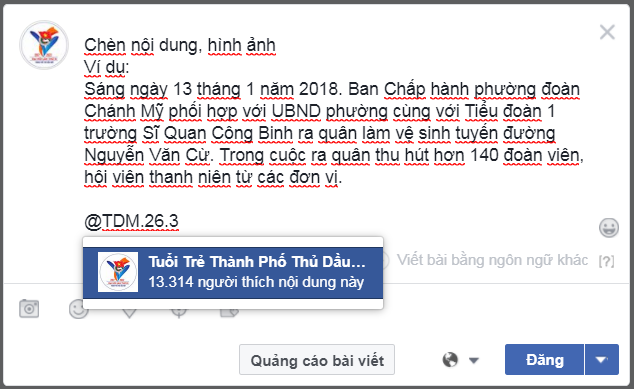 Chèn nội dung, hình ảnh
Ví dụ:
Sáng ngày 13 tháng 1 năm 2018. Ban Chấp hành phường đoàn
Chánh Mỹ phối hợp với UBND phường cùng với Tiểu đoàn 1
trường Sĩ Quan Công Binh ra quân làm vệ sinh tuyến đường
Nguyễn Văn Cừ. Trong cuộc ra quân thu hút hơn 140 đoàn viên,
hội viên thanh niên từ các đơn vị.
@TDM.26.3
Tuổi Trẻ Thành Phố Thủ Dầu...
13.314 người thích nội dung này
Viết bài bằng ngôn ngữ khác [?]
Quảng cáo bài viết
Đăng